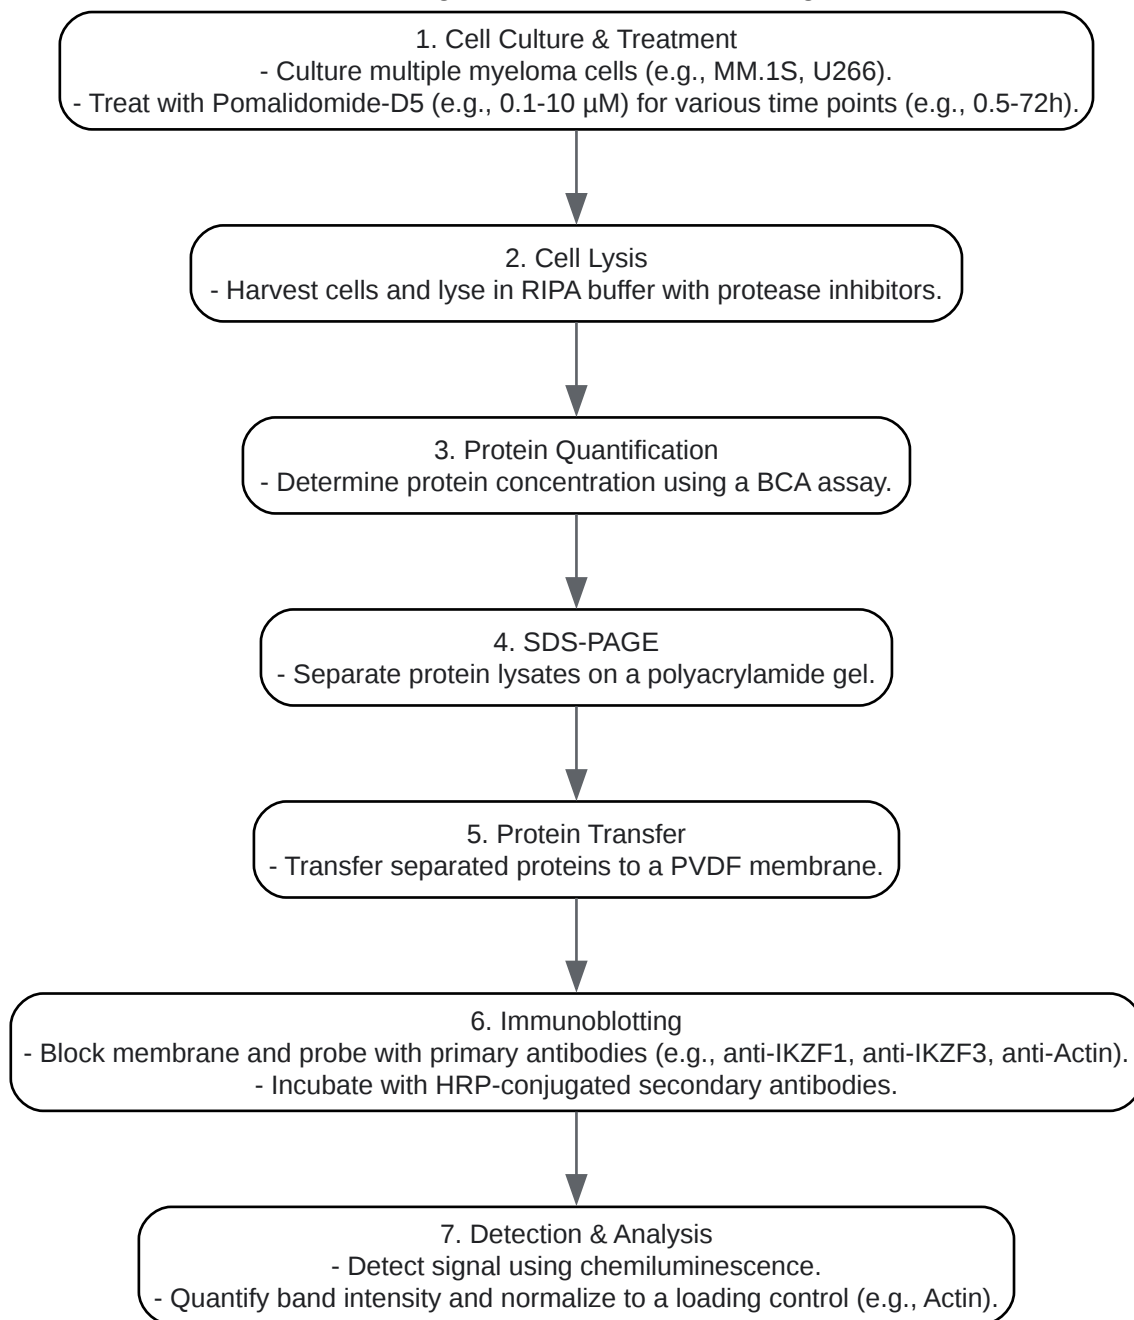 1. Cell Culture & Treatment
- Culture multiple myeloma cells (e.g., MM.1S, U266).
- Treat with Pomalidomide-D5 (e.g., 0.1-10 µM) for various time points (e.g., 0.5-72h).
2. Cell Lysis
- Harvest cells and lyse in RIPA buffer with protease inhibitors.
3. Protein Quantification
- Determine protein concentration using a BCA assay.
4. SDS-PAGE
- Separate protein lysates on a polyacrylamide gel.
5. Protein Transfer
- Transfer separated proteins to a PVDF membrane.
6. Immunoblotting
- Block membrane and probe with primary antibodies (e.g., anti-IKZF1, anti-IKZF3, anti-Actin).
- Incubate with HRP-conjugated secondary antibodies.
7. Detection & Analysis
- Detect signal using chemiluminescence.
- Quantify band intensity and normalize to a loading control (e.g., Actin).